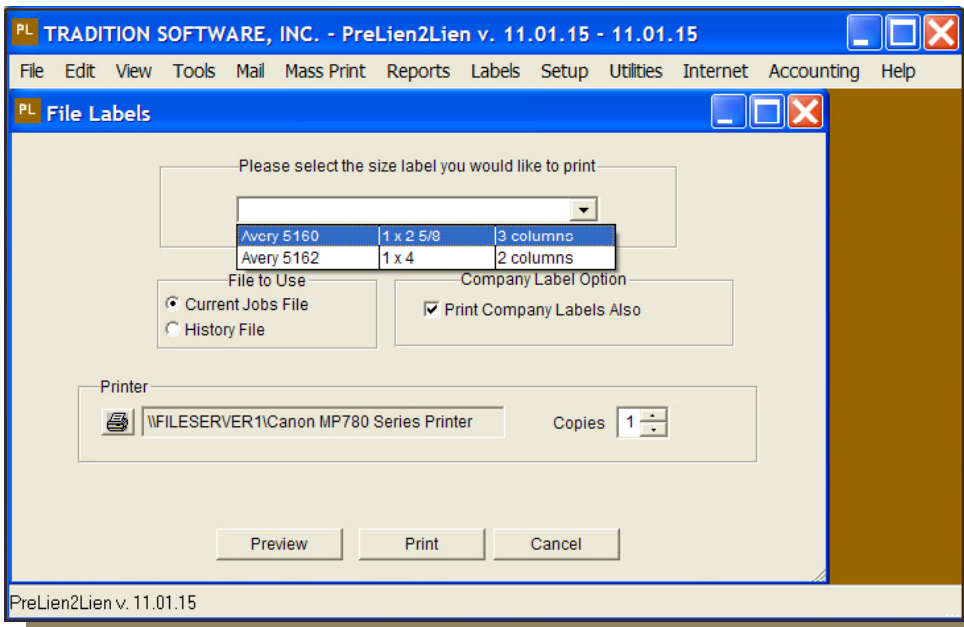 PL TRADITION SOFTWARE, INC. - PreLien2Lien v. 11.01.15 - 11.01.15
File Edit View Tools Mail Mass Print Reports Labels Setup Utilities Internet Accounting Help
PL File Labels
Please select the size label you would like to print
Avery 5160 1 x 2 5/8 3 columns
Avery 5162 1 x 4 2 columns
File to Use
Current Jobs File
History File
Company Label Option
Print Company Labels Also
Printer
\\FILESERVER1\Canon MP780 Series Printer Copies 1
Preview Print Cancel
PreLien2Lien v. 11.01.15